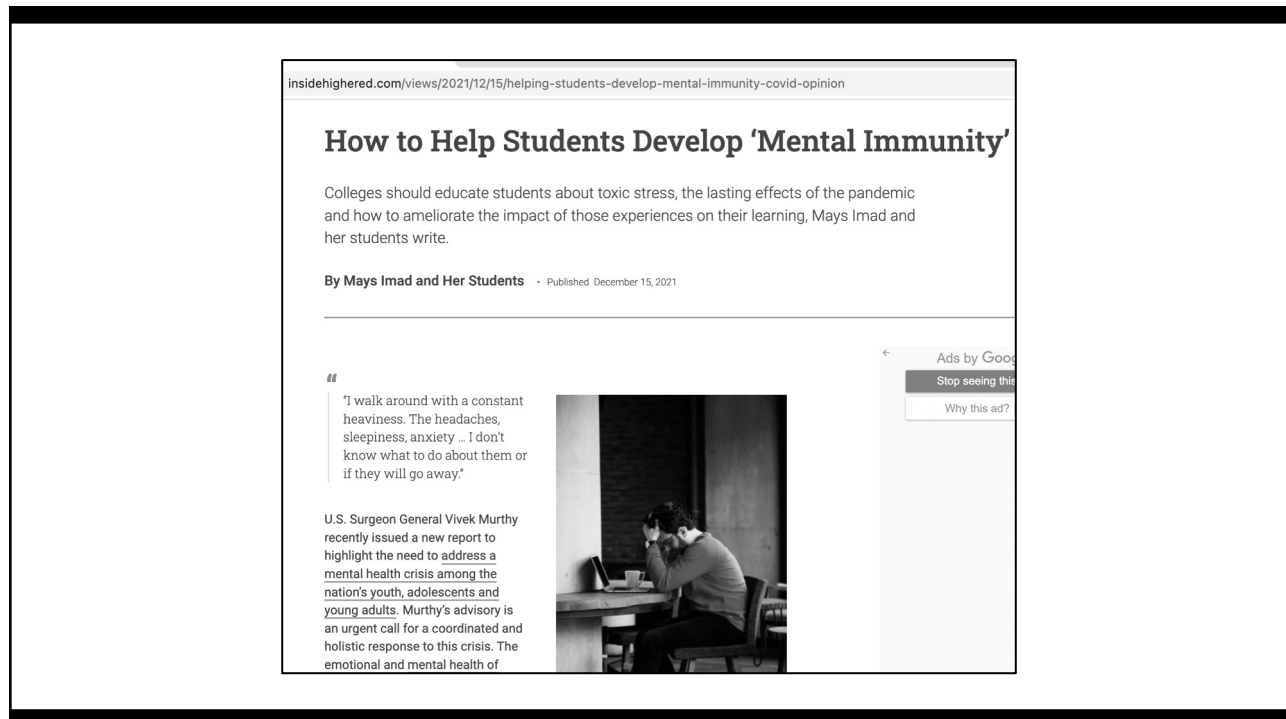 insidehighered.com/views/2021/12/15/helping-students-develop-mental-immunity-covid-opinion
How to Help Students Develop ‘Mental Immunity’
Colleges should educate students about toxic stress, the lasting effects of the pandemic
and how to ameliorate the impact of those experiences on their learning, Mays Imad and
her students write.
By Mays Imad and Her Students • Published December 15, 2021
“
"I walk around with a constant
heaviness. The headaches,
sleepiness, anxiety ... I don't
know what to do about them or
if they will go away."
U.S. Surgeon General Vivek Murthy
recently issued a new report to
highlight the need to address a
mental health crisis among the
nation's youth, adolescents and
young adults. Murthy's advisory is
an urgent call for a coordinated and
holistic response to this crisis. The
emotional and mental health of
Ads by Goog
Stop seeing this
Why this ad?